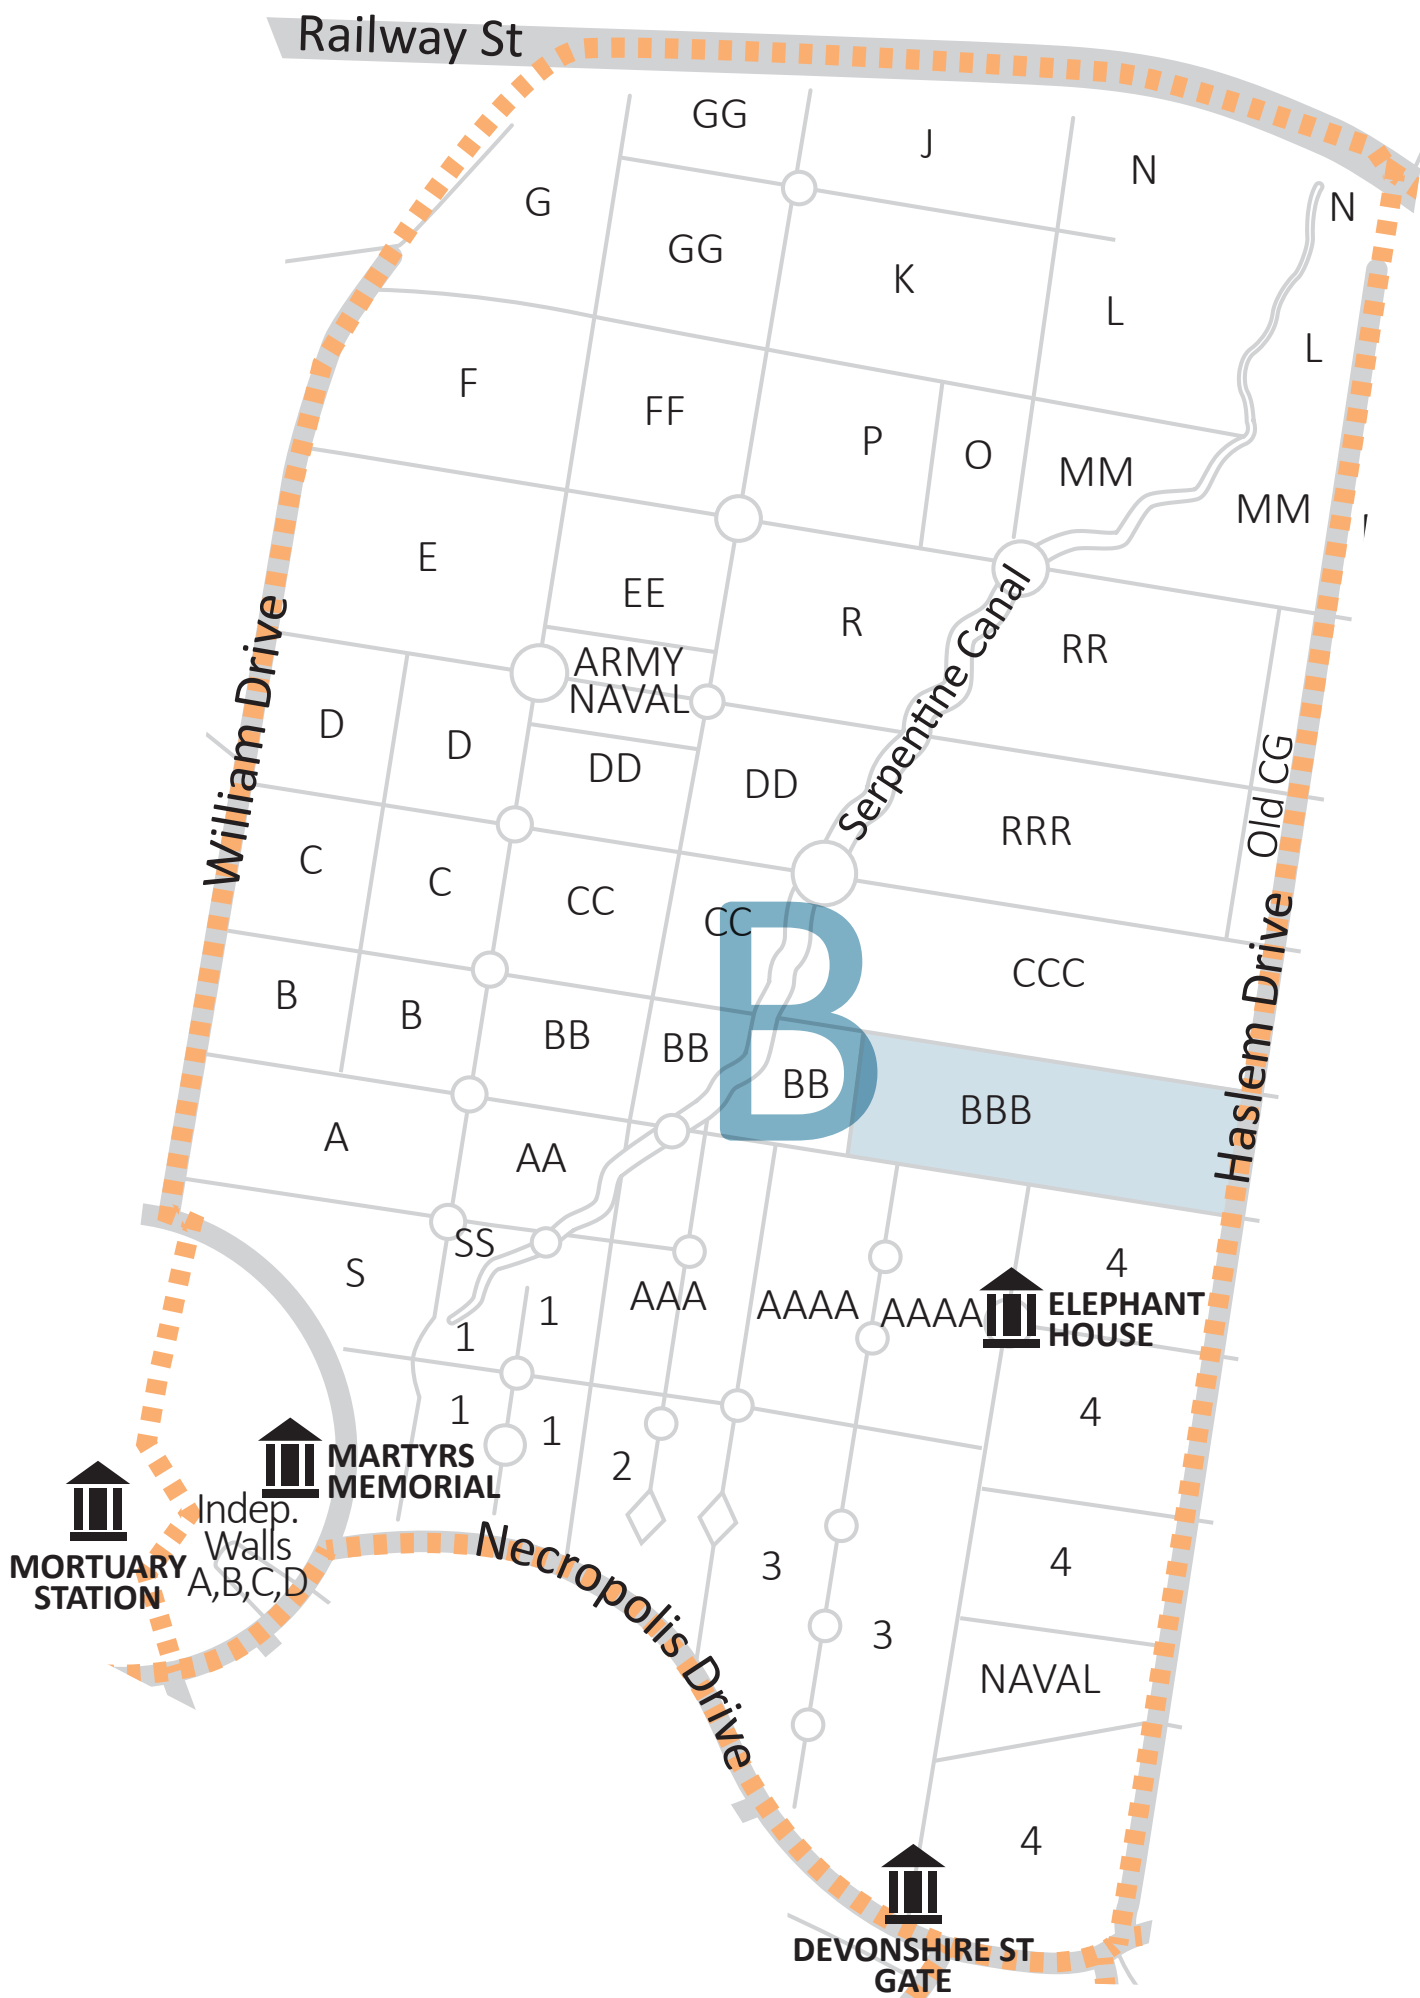 Railway St
GG
J
N
N
G
GG
K
L
L
F
FF
P
O
MM
MM
E
EE
R
RR
ARMY
NAVAL
William Drive
Serpentine Canal
D
D
DD
DD
RRR
Old CG
C
C
CC
CC
CCC
B
Haslem Drive
B
B
BB
BB
BB
BBB
A
AA
S
SS
1
1
AAA
AAAA
AAAA
4
ELEPHANT
HOUSE
1
1
2
4
MARTYRS
MEMORIAL
MORTUARY
STATION
Indep.
Walls
A,B,C,D
Necropolis Drive
3
3
4
NAVAL
4
DEVONSHIRE ST
GATE